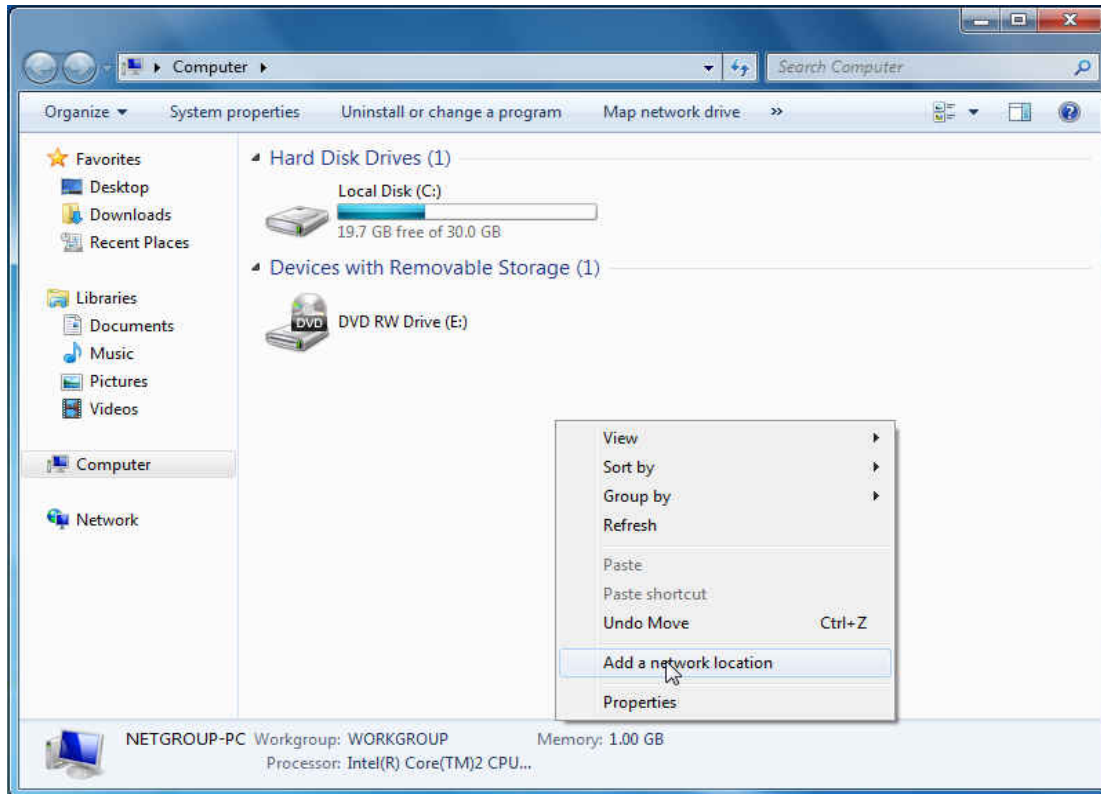 Computer
Search Computer
Organize System properties Uninstall or change a program Map network drive »
Favorites
Desktop
Downloads
Recent Places
Libraries
Documents
Music
Pictures
Videos
Computer
Network
Hard Disk Drives (1)
Local Disk (C:)
19.7 GB free of 30.0 GB
Devices with Removable Storage (1)
DVD
DVD RW Drive (E:)
View
Sort by
Group by
Refresh
Paste
Paste shortcut
Undo Move Ctrl+Z
Add a network location
Properties
NETGROUP-PC Workgroup: WORKGROUP Memory: 1.00 GB
Processor: Intel(R) Core(TM)2 CPU...